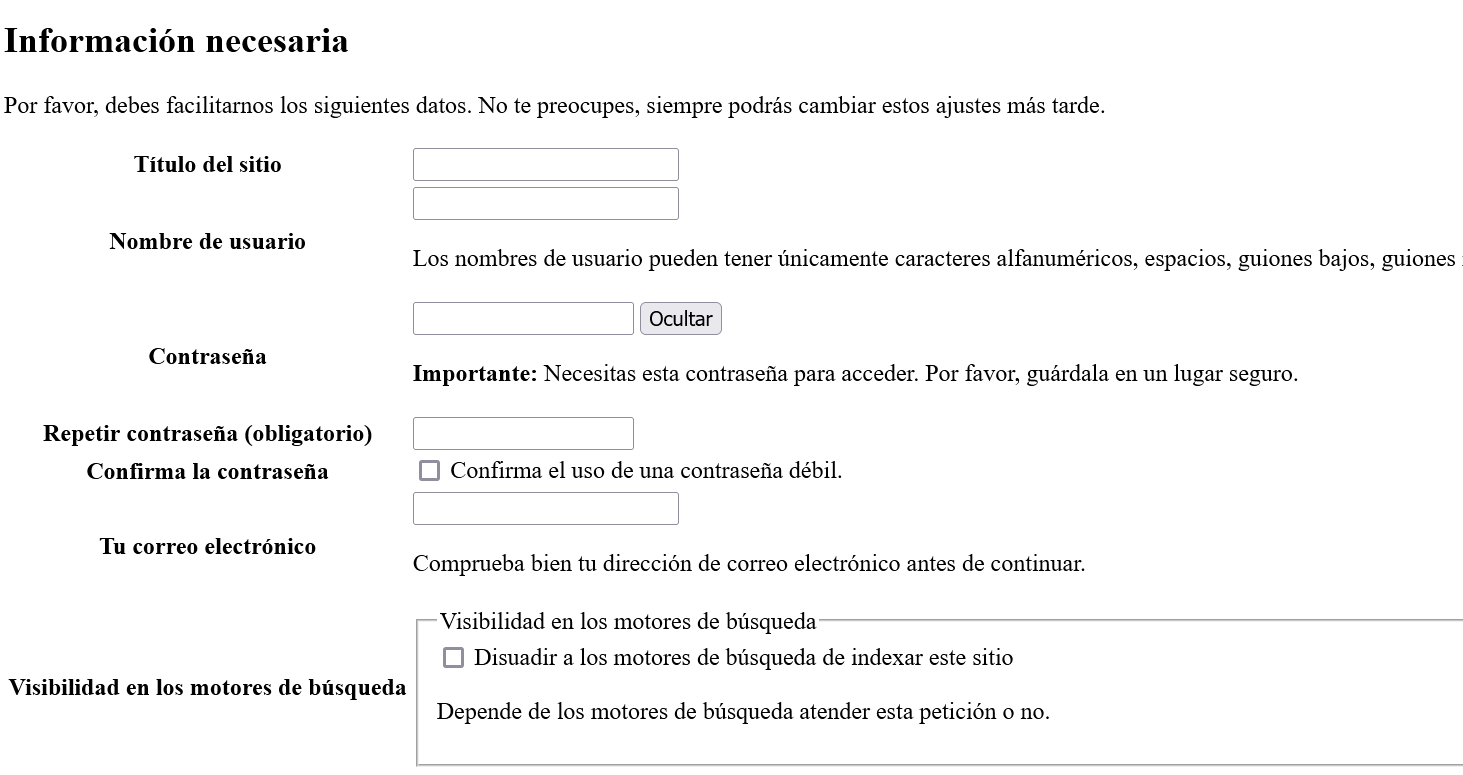 Información necesaria
Por favor, debes facilitarnos los siguientes datos. No te preocupes, siempre podrás cambiar estos ajustes más tarde.
Título del sitio
Nombre de usuario
Los nombres de usuario pueden tener únicamente caracteres alfanuméricos, espacios, guiones bajos, guiones
Ocultar
Contraseña
Importante: Necesitas esta contraseña para acceder. Por favor, guárdala en un lugar seguro.
Repetir contraseña (obligatorio)
Confirma la contraseña
Confirma el uso de una contraseña débil.
Tu correo electrónico
Comprueba bien tu dirección de correo electrónico antes de continuar.
Visibilidad en los motores de búsqueda
Visibilidad en los motores de búsqueda
Disuadir a los motores de búsqueda de indexar este sitio
Depende de los motores de búsqueda atender esta petición o no.